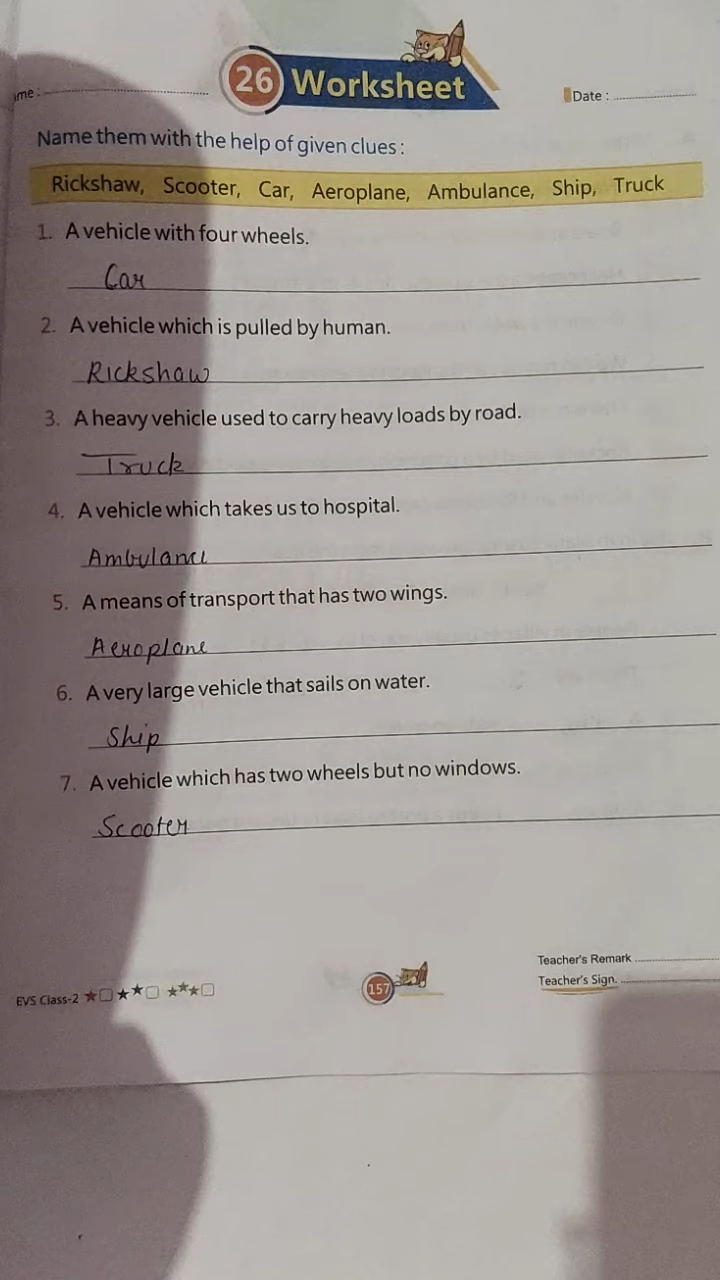 26 Worksheet
me : Date :
Name them with the help of given clues :
Rickshaw, Scooter, Car, Aeroplane, Ambulance, Ship, Truck
1. A vehicle with four wheels.
Car
2. A vehicle which is pulled by human.
Rickshaw
3. A heavy vehicle used to carry heavy loads by road.
Truck
4. A vehicle which takes us to hospital.
Ambulance
5. A means of transport that has two wings.
Aeroplane
6. A very large vehicle that sails on water.
Ship
7. A vehicle which has two wheels but no windows.
Scooter
Teacher's Remark
EVS Class-2 157 Teacher's Sign.